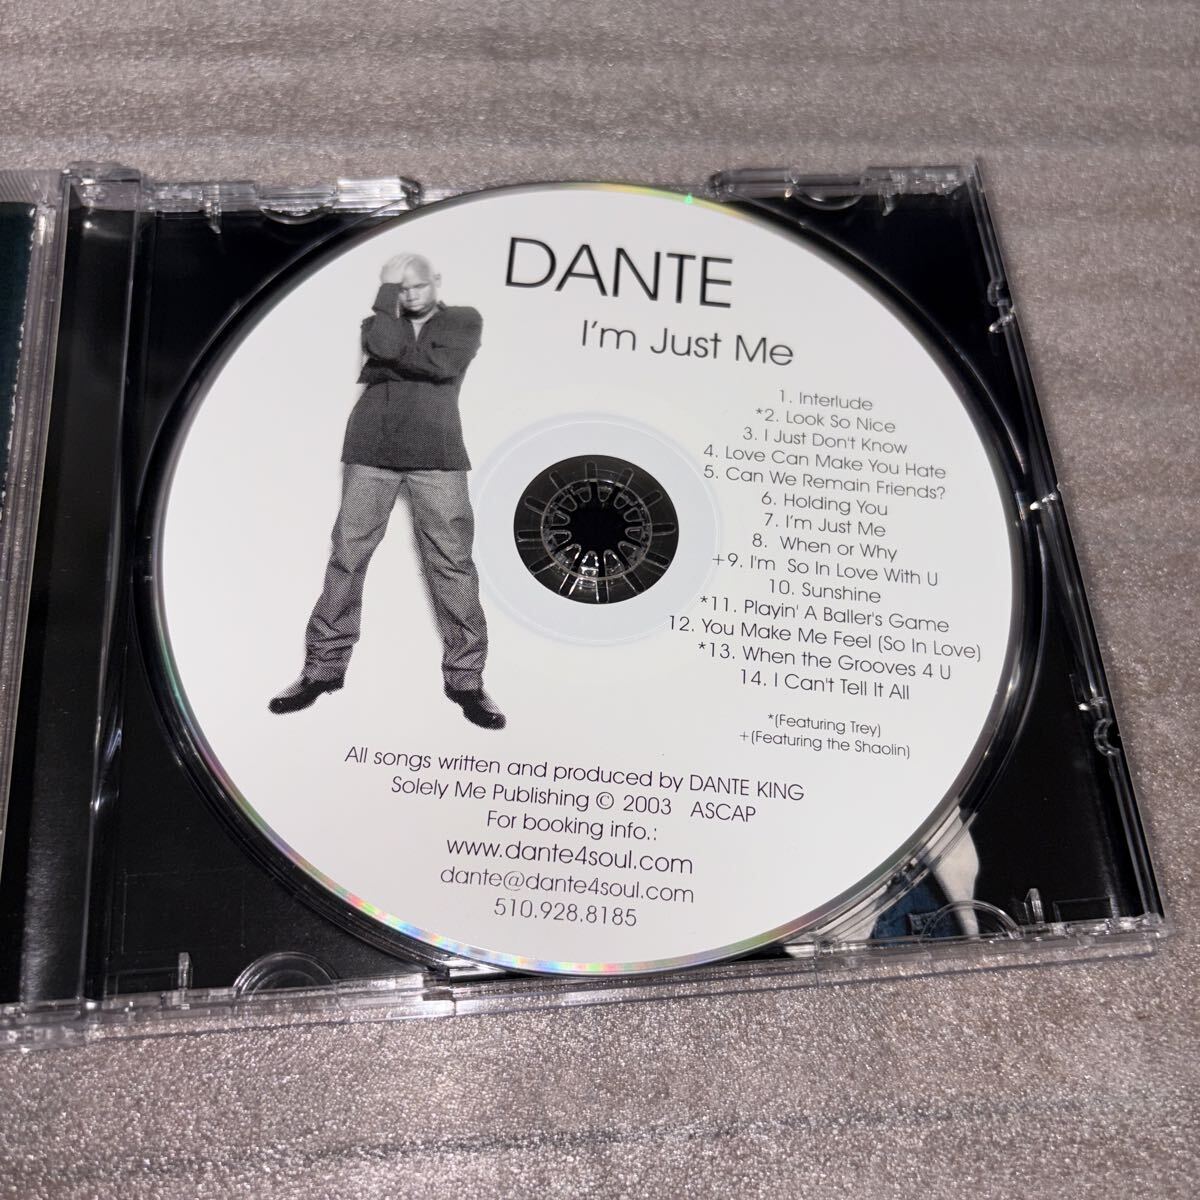 DANTE
I'm Just Me
1. Interlude
*2. Look So Nice
3. I Just Don't Know
4. Love Can Make You Hate
5. Can We Remain Friends?
6. Holding You
7. I'm Just Me
8. When or Why
+9. I'm So In Love With U
10. Sunshine
*11. Playin' A Baller's Game
12. You Make Me Feel (So In Love)
*13. When the Grooves 4 U
14. I Can't Tell It All
*(Featuring Trey)
+(Featuring the Shaolin)
All songs written and produced by DANTE KING
Solely Me Publishing © 2003 ASCAP
For booking info.:
www.dante4soul.com
dante@dante4soul.com
510.928.8185